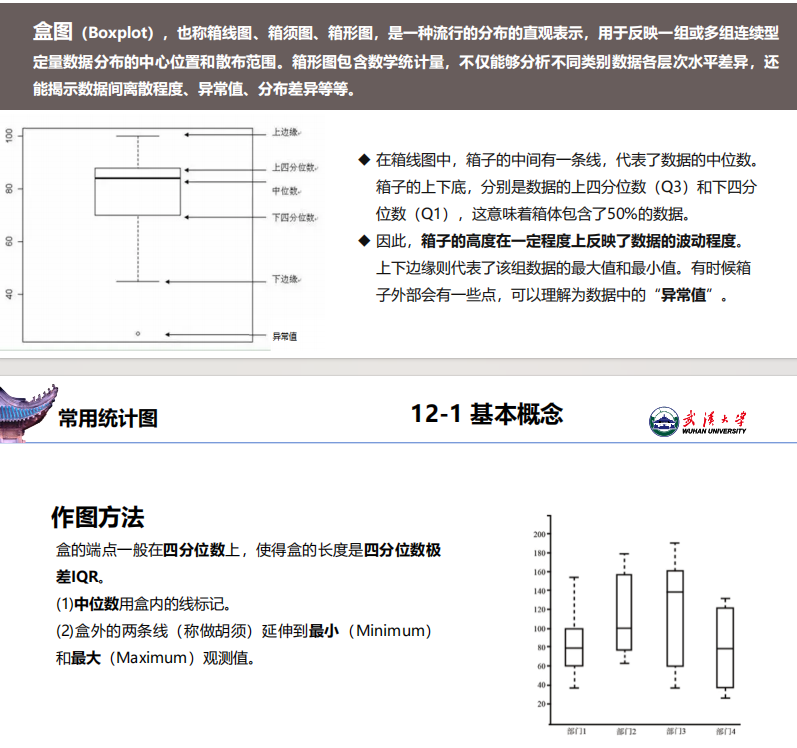 盒图（Boxplot），也称箱线图、箱须图、箱形图，是一种流行的分布的直观表示，用于反映一组或多组连续型
定量数据分布的中心位置和散布范围。箱形图包含数学统计量，不仅能够分析不同类别数据各层次水平差异，还
能揭示数据间离散程度、异常值、分布差异等等。
100
80
60
40
上边缘
上四分位数
中位数
下四分位数
下边缘
异常值
◆ 在箱线图中，箱子的中间有一条线，代表了数据的中位数。
箱子的上下底，分别是数据的上四分位数（Q3）和下四分
位数（Q1），这意味着箱体包含了50%的数据。
◆ 因此，箱子的高度在一定程度上反映了数据的波动程度。
上下边缘则代表了该组数据的最大值和最小值。有时候箱
子外部会有一些点，可以理解为数据中的“异常值”。
常用统计图
12-1 基本概念
武汉大学
WUHAN UNIVERSITY
作图方法
盒的端点一般在四分位数上，使得盒的长度是四分位数极
差IQR。
(1)中位数用盒内的线标记。
(2)盒外的两条线（称做胡须）延伸到最小（Minimum）
和最大（Maximum）观测值。
200
180
160
140
120
100
80
60
40
20
部门1
部门2
部门3
部门4